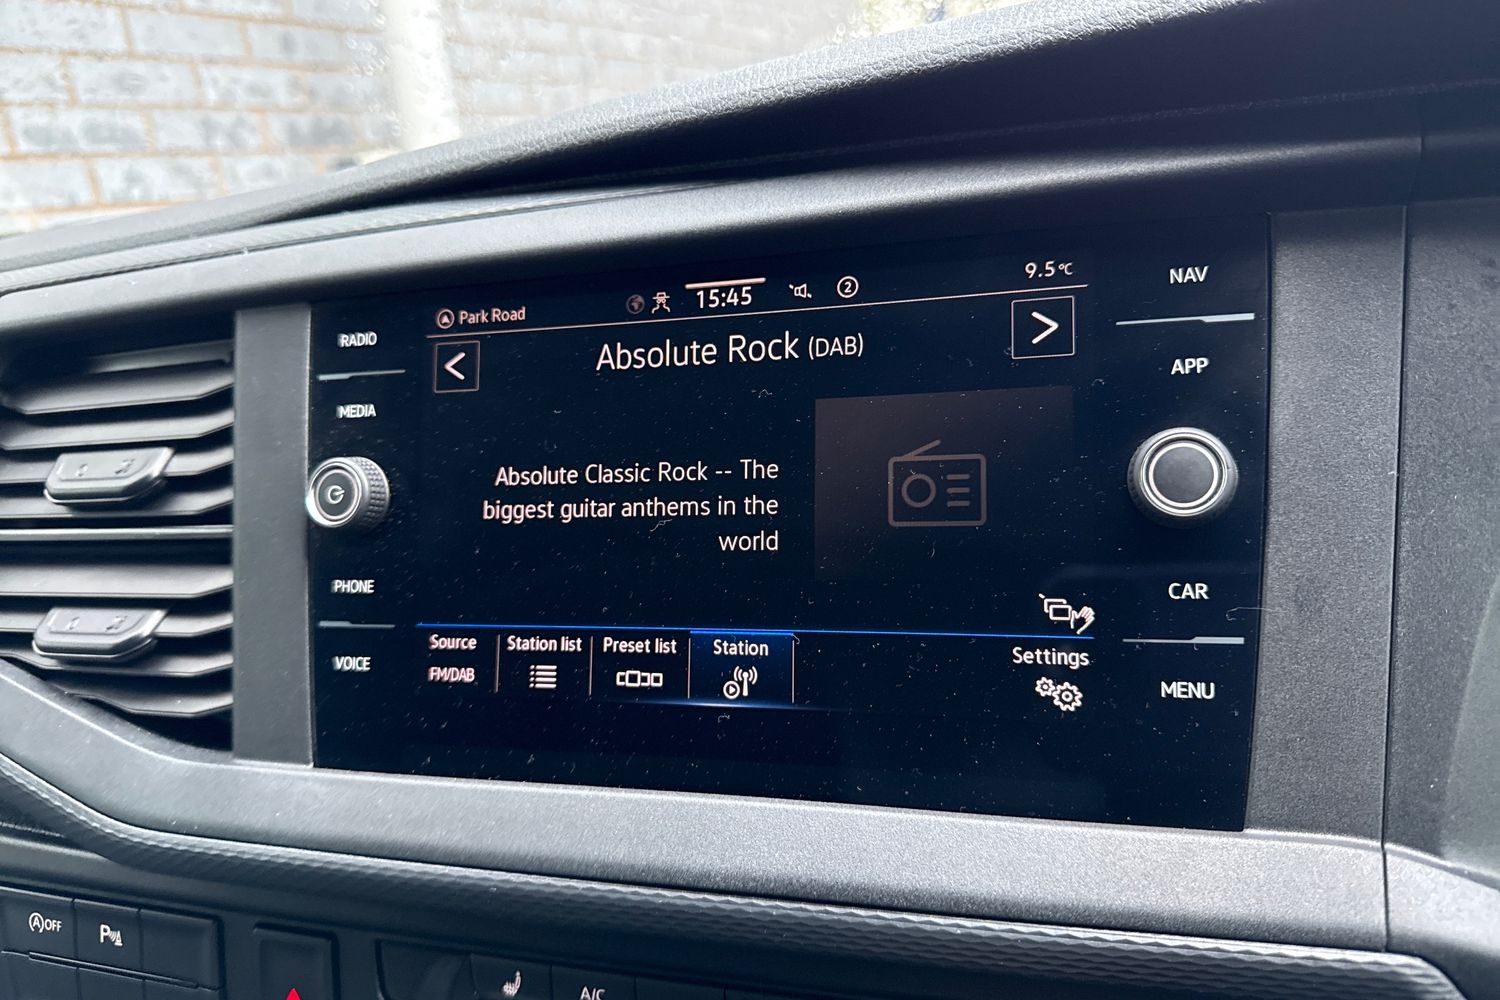 NAV
9.5°C
15:45
2
Park Road
RADIO
Absolute Rock (DAB)
APP
MEDIA
Absolute Classic Rock -- The
biggest guitar anthems in the
world
PHONE
CAR
Source
Station list
Preset list
Station
Settings
FM/DAB
VOICE
MENU
A OFF
P
A/C